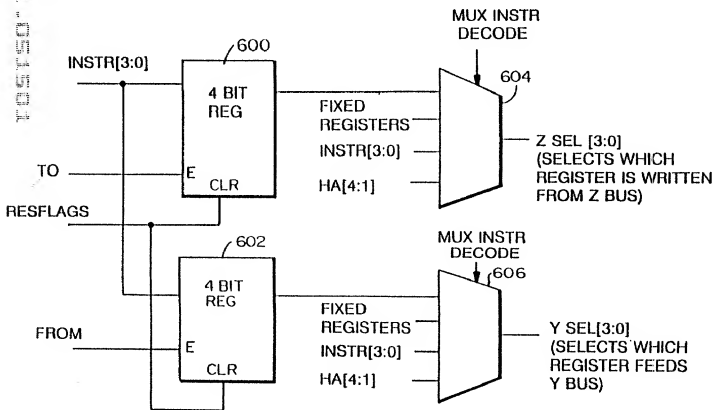 MUX INSTR
DECODE
600
INSTR[3:0]
4 BIT
REG
604
FIXED
REGISTERS
INSTR[3:0]
Z SEL [3:0]
(SELECTS WHICH
REGISTER IS WRITTEN
FROM Z BUS)
TO
E
HA[4:1]
CLR
RESFLAGS
602
MUX INSTR
DECODE
4 BIT
REG
606
FIXED
REGISTERS
INSTR[3:0]
Y SEL[3:0]
(SELECTS WHICH
REGISTER FEEDS
Y BUS)
FROM
E
HA[4:1]
CLR